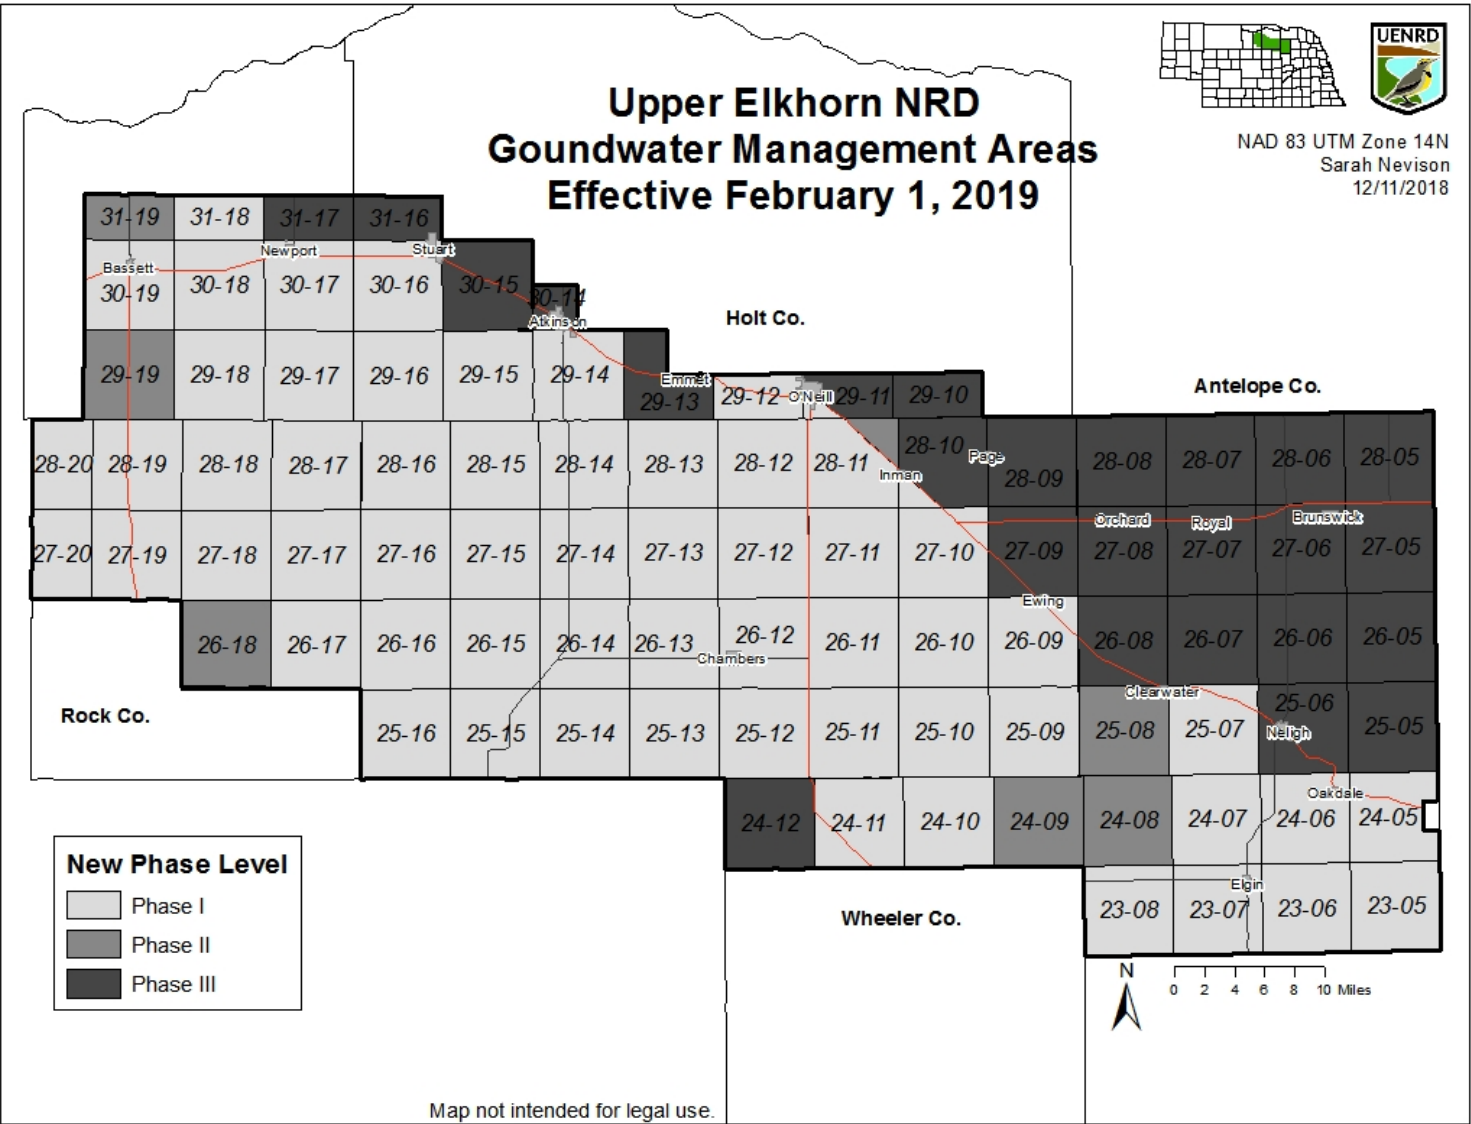 UENRD
Upper Elkhorn NRD
Goundwater Management Areas
Effective February 1, 2019
NAD 83 UTM Zone 14N
Sarah Nevison
12/11/2018
31-19 31-18 31-17 31-16
Bassett Newport Stuart
30-19 30-18 30-17 30-16 30-15 30-14
Atkinson
Holt Co.
29-19 29-18 29-17 29-16 29-15 29-14 29-13 29-12 29-11 29-10
Emmet O'Neill
Antelope Co.
28-20 28-19 28-18 28-17 28-16 28-15 28-14 28-13 28-12 28-11 28-10 28-09 28-08 28-07 28-06 28-05
Inman Page
Orchard Royal Brunswick
27-20 27-19 27-18 27-17 27-16 27-15 27-14 27-13 27-12 27-11 27-10 27-09 27-08 27-07 27-06 27-05
Ewing
26-18 26-17 26-16 26-15 26-14 26-13 26-12 26-11 26-10 26-09 26-08 26-07 26-06 26-05
Chambers
Clearwater
Rock Co.
25-16 25-15 25-14 25-13 25-12 25-11 25-10 25-09 25-08 25-07 25-06 25-05
Neligh
Oakdale
24-12 24-11 24-10 24-09 24-08 24-07 24-06 24-05
Elgin
23-08 23-07 23-06 23-05
Wheeler Co.
New Phase Level
Phase I
Phase II
Phase III
N
0 2 4 6 8 10 Miles
Map not intended for legal use.